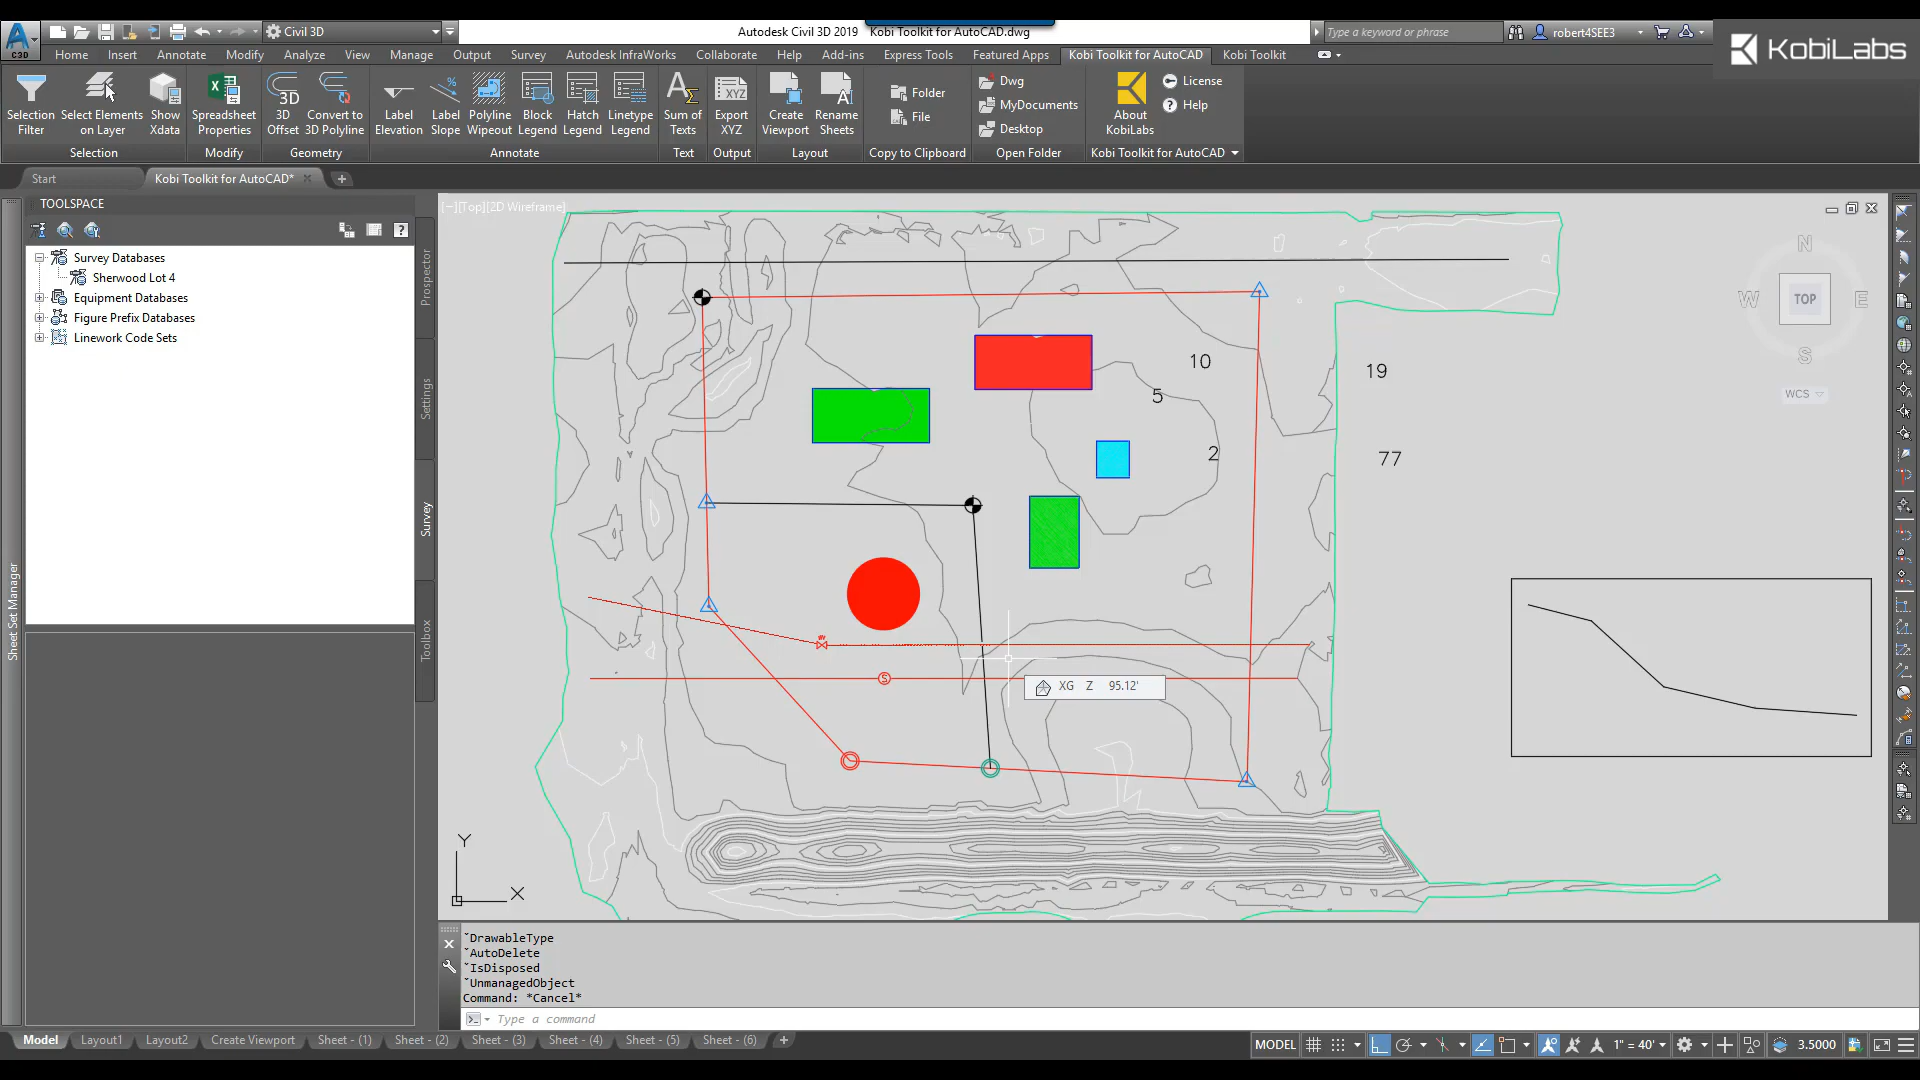 Civil 3D
Autodesk Civil 3D 2019 Kobi Toolkit for AutoCAD.dwg
Type a keyword or phrase
robert4SEE3
KobiLabs
C3D
Home Insert Annotate Modify Analyze View Manage Output Survey Autodesk InfraWorks Collaborate Help Add-ins Express Tools Featured Apps Kobi Toolkit for AutoCAD Kobi Toolkit
Selection Filter
Select Elements on Layer
Show Xdata
Spreadsheet Properties
3D Offset
Convert to 3D Polyline
Label Elevation
Label Slope
Polyline Wipeout
Block Legend
Hatch Legend
Linetype Legend
Sum of Texts
Export XYZ
Create Viewport
Rename Sheets
Folder
File
Dwg
MyDocuments
Desktop
About KobiLabs
License
Help
Selection Modify Geometry Annotate Text Output Layout Copy to Clipboard Open Folder Kobi Toolkit for AutoCAD
Start
Kobi Toolkit for AutoCAD*
TOOLSPACE
Survey Databases
Sherwood Lot 4
Equipment Databases
Figure Prefix Databases
Linework Code Sets
Prospector
Settings
Survey
Toolbox
Sheet Set Manager
[−][Top][2D Wireframe]
N
W
TOP
E
S
WCS
10
19
5
2
77
S
XG Z 95.12'
Y
X
DrawableType
AutoDelete
IsDisposed
UnmanagedObject
Command: *Cancel*
Type a command
Model Layout1 Layout2 Create Viewport Sheet - (1) Sheet - (2) Sheet - (3) Sheet - (4) Sheet - (5) Sheet - (6)
MODEL
1" = 40'
3.5000